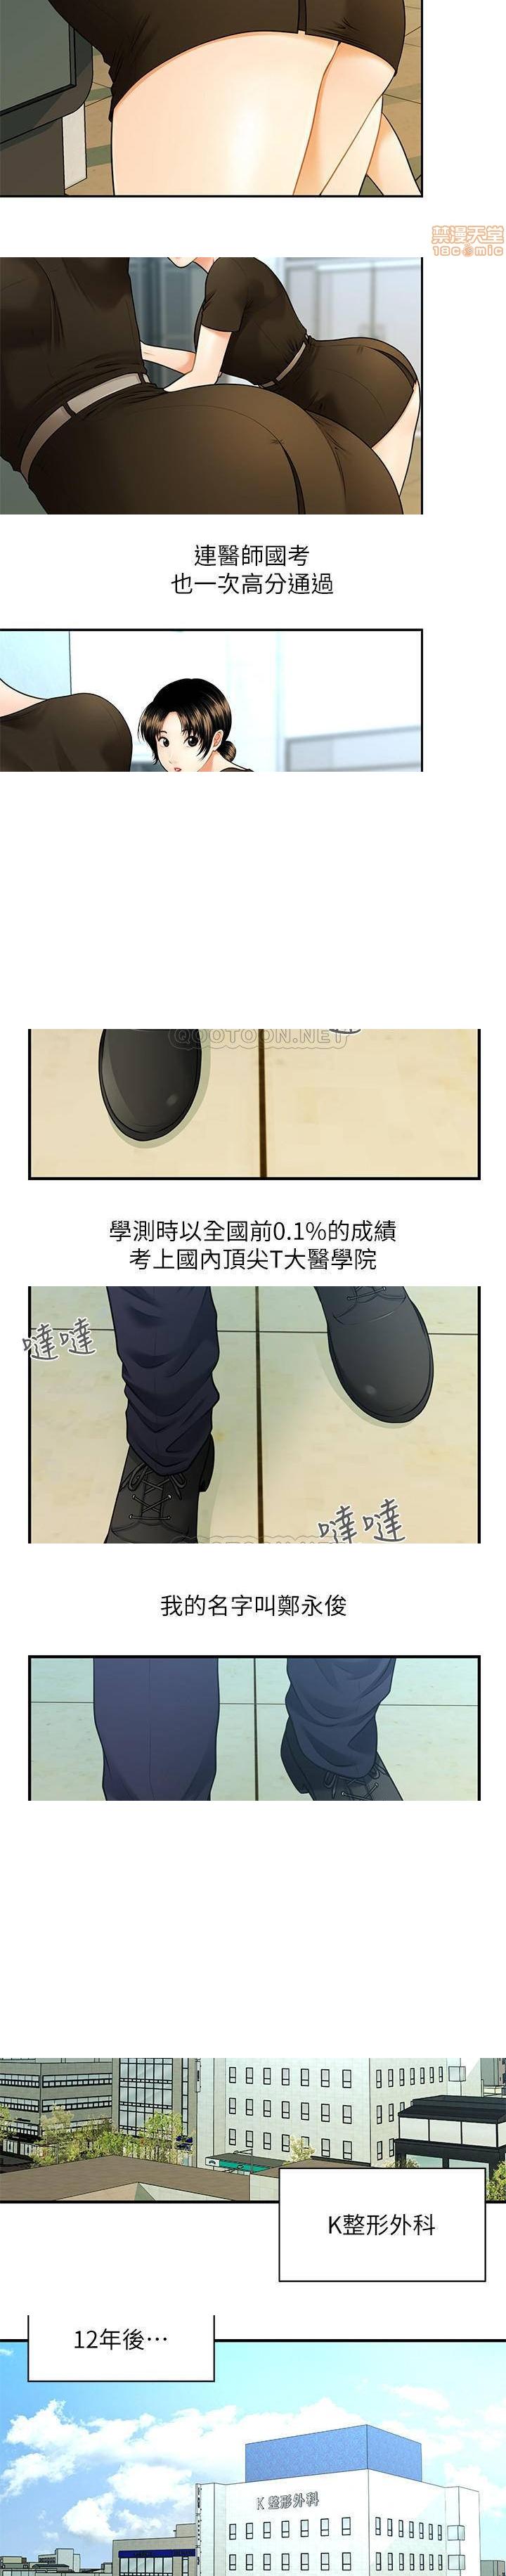 禁漫天堂
18comic
連醫師國考
也一次高分通過
QOOTOON.NET
學測時以全國前0.1%的成績
考上國內頂尖T大醫學院
噠噠
噠噠
QOOTOON.NET
我的名字叫鄭永俊
K整形外科
12年後…
K 整形外科